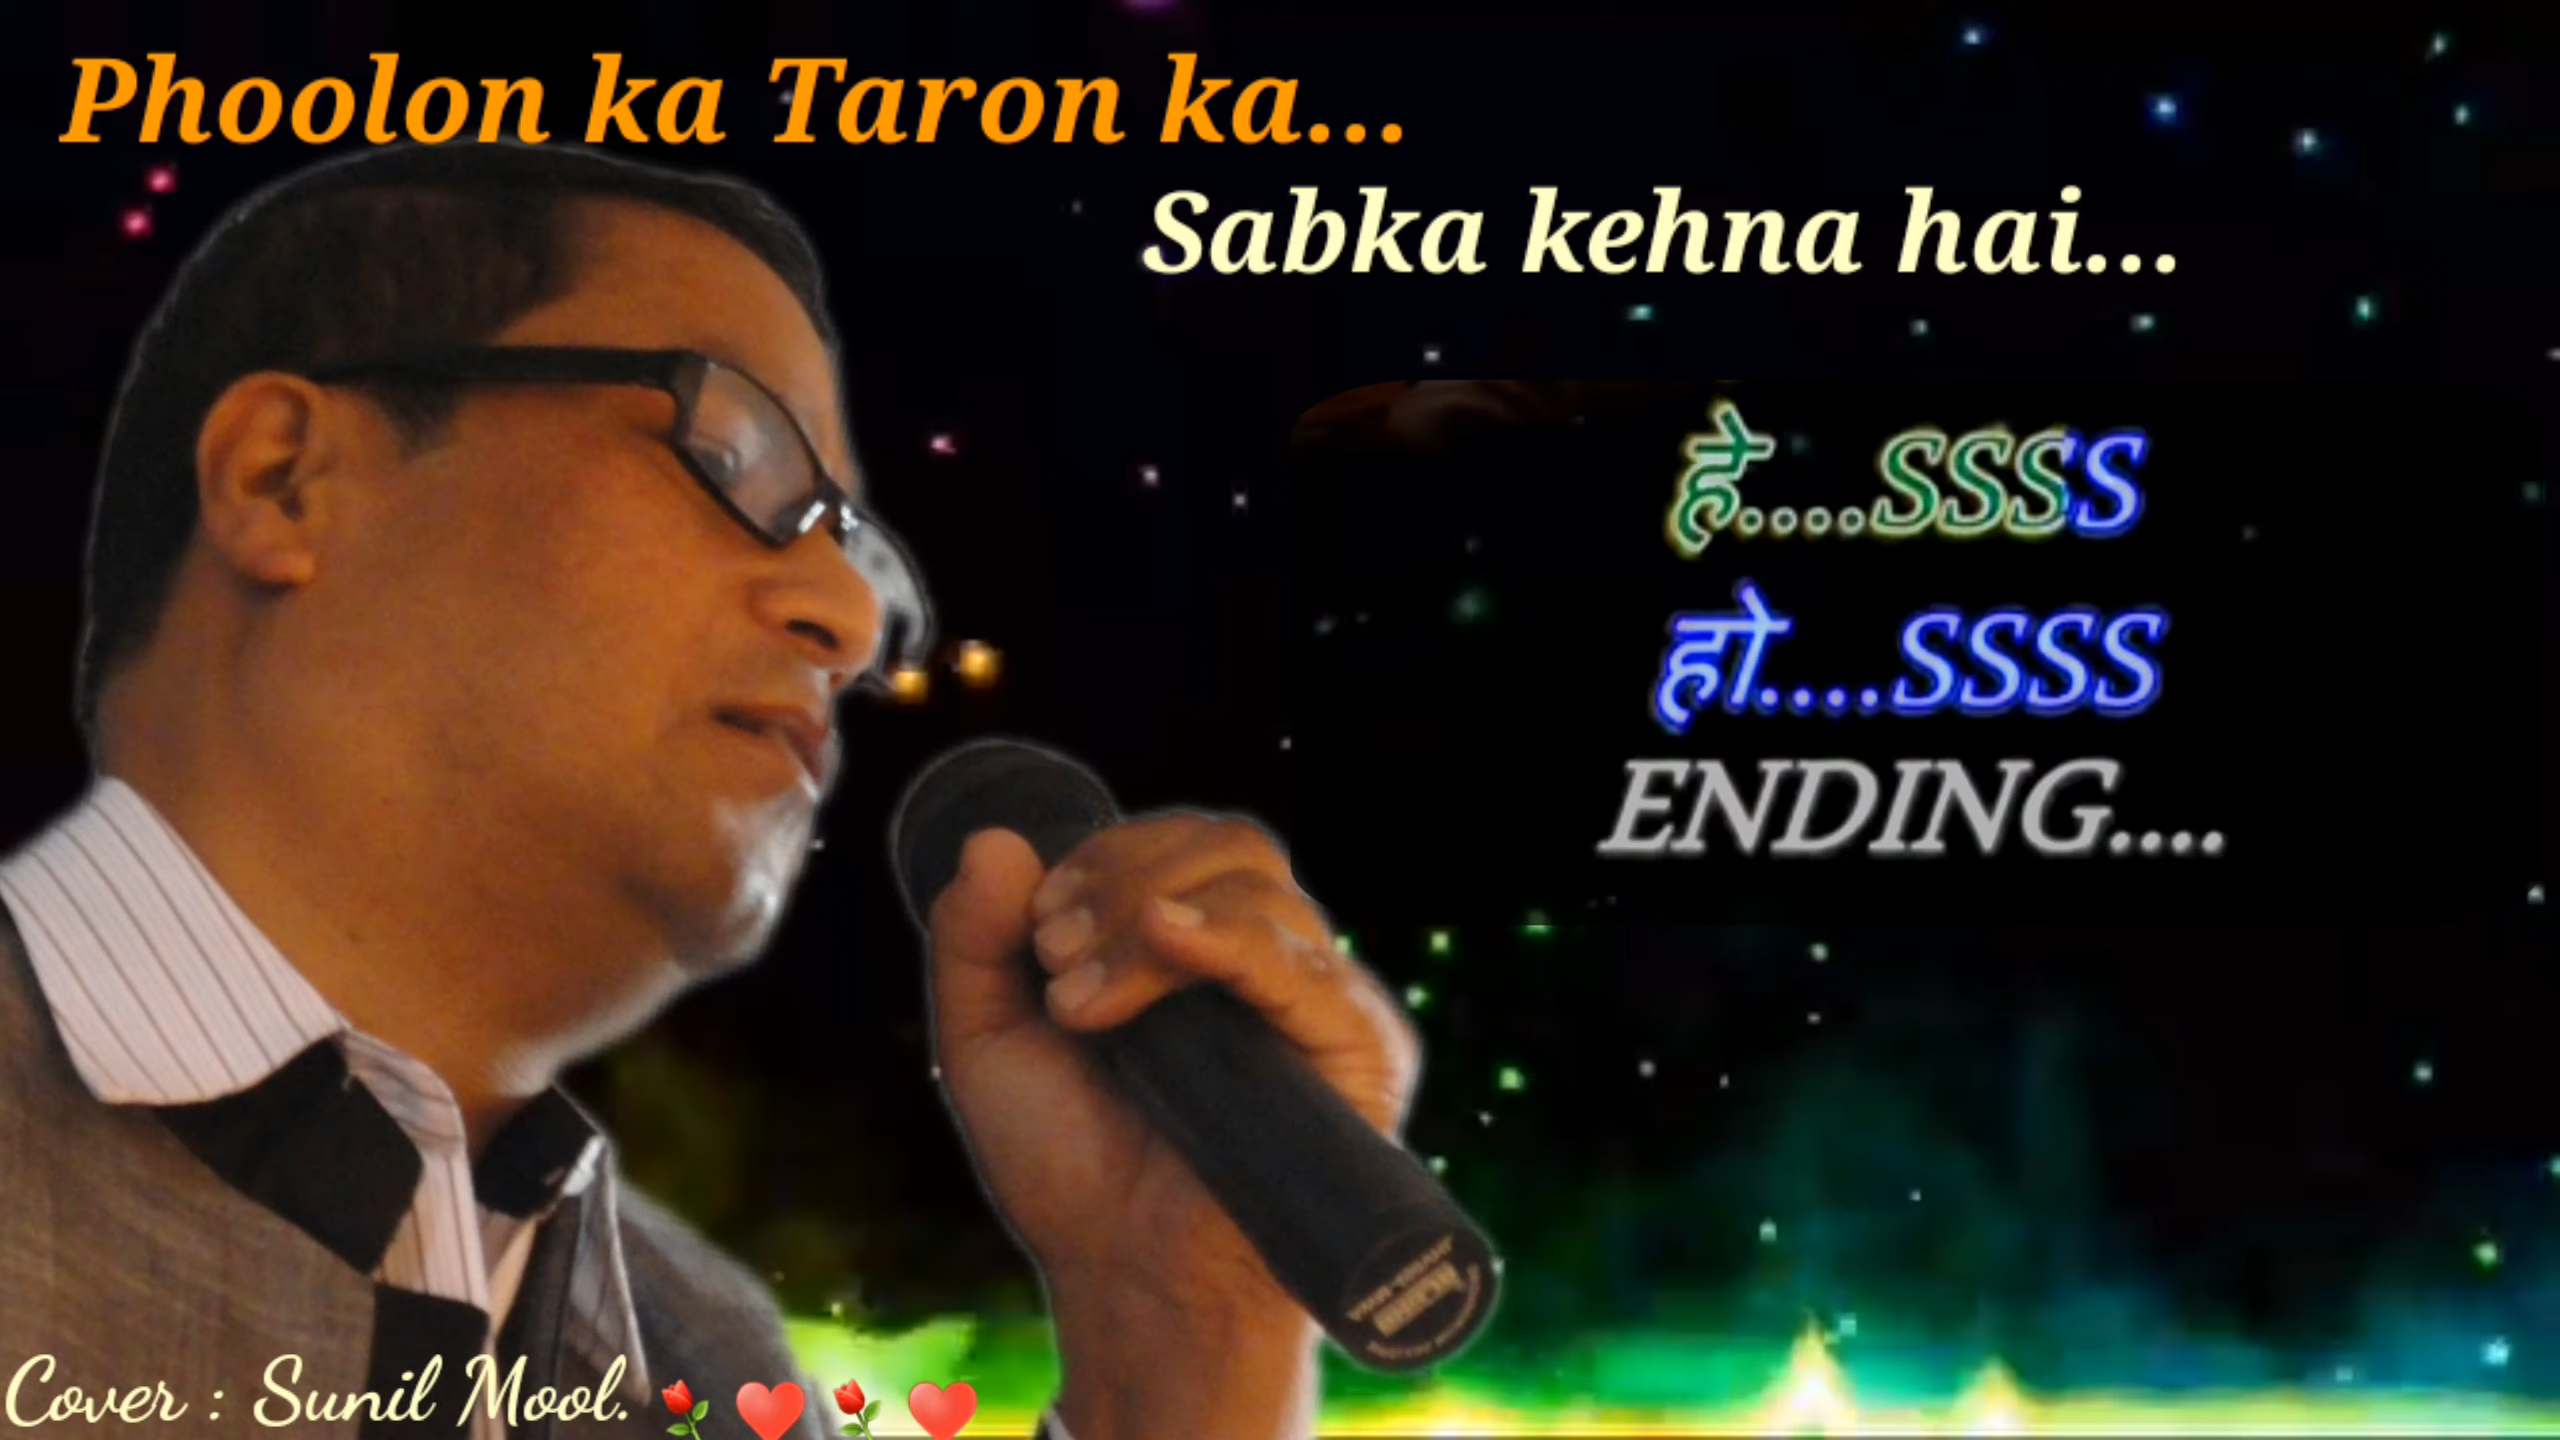 Phoolon ka Taron ka...
Sabka kehna hai...
हे....SSSS
हो....SSSS
ENDING....
Cover : Sunil Mool.